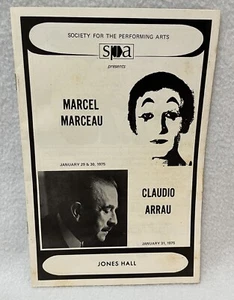 SOCIETY FOR THE PERFORMING ARTS
spa
presents
MARCEL
MARCEAU
JANUARY 29 & 30, 1975
CLAUDIO
ARRAU
JANUARY 31, 1975
JONES HALL